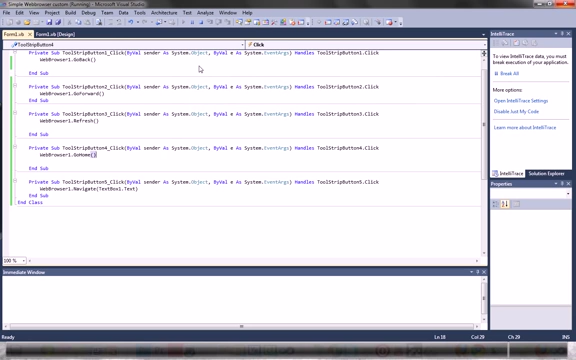 Simple Webbrowser custom (Running) - Microsoft Visual Studio
File Edit View Project Build Debug Team Data Tools Architecture Test Analyze Window Help
Form1.vb Form1.vb [Design]
ToolStripButton4 Click
Private Sub ToolStripButton1_Click(ByVal sender As System.Object, ByVal e As System.EventArgs) Handles ToolStripButton1.Click
WebBrowser1.GoBack()
End Sub
Private Sub ToolStripButton2_Click(ByVal sender As System.Object, ByVal e As System.EventArgs) Handles ToolStripButton2.Click
WebBrowser1.GoForward()
End Sub
Private Sub ToolStripButton3_Click(ByVal sender As System.Object, ByVal e As System.EventArgs) Handles ToolStripButton3.Click
WebBrowser1.Refresh()
End Sub
Private Sub ToolStripButton4_Click(ByVal sender As System.Object, ByVal e As System.EventArgs) Handles ToolStripButton4.Click
WebBrowser1.GoHome()
End Sub
Private Sub ToolStripButton5_Click(ByVal sender As System.Object, ByVal e As System.EventArgs) Handles ToolStripButton5.Click
WebBrowser1.Navigate(TextBox1.Text)
End Sub
End Class
100 %
IntelliTrace
To view IntelliTrace data, you must break execution of your application.
Break All
More options:
Open IntelliTrace Settings
Disable Just My Code
Learn more about IntelliTrace
IntelliTrace Solution Explorer
Properties
Immediate Window
Ready Ln 18 Col 29 Ch 29 INS